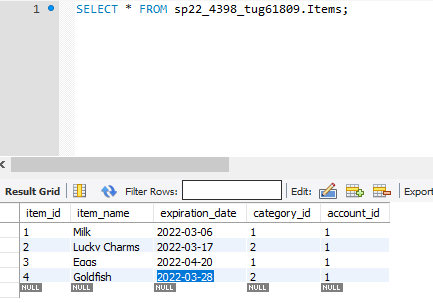 1 SELECT * FROM sp22_4398_tug61809.Items;
Result Grid Filter Rows: Edit: Export
item_id item_name expiration_date category_id account_id
1 Milk 2022-03-06 1 1
2 Lucky Charms 2022-03-17 2 1
3 Eggs 2022-04-20 1 1
4 Goldfish 2022-03-28 2 1
NULL NULL NULL NULL NULL